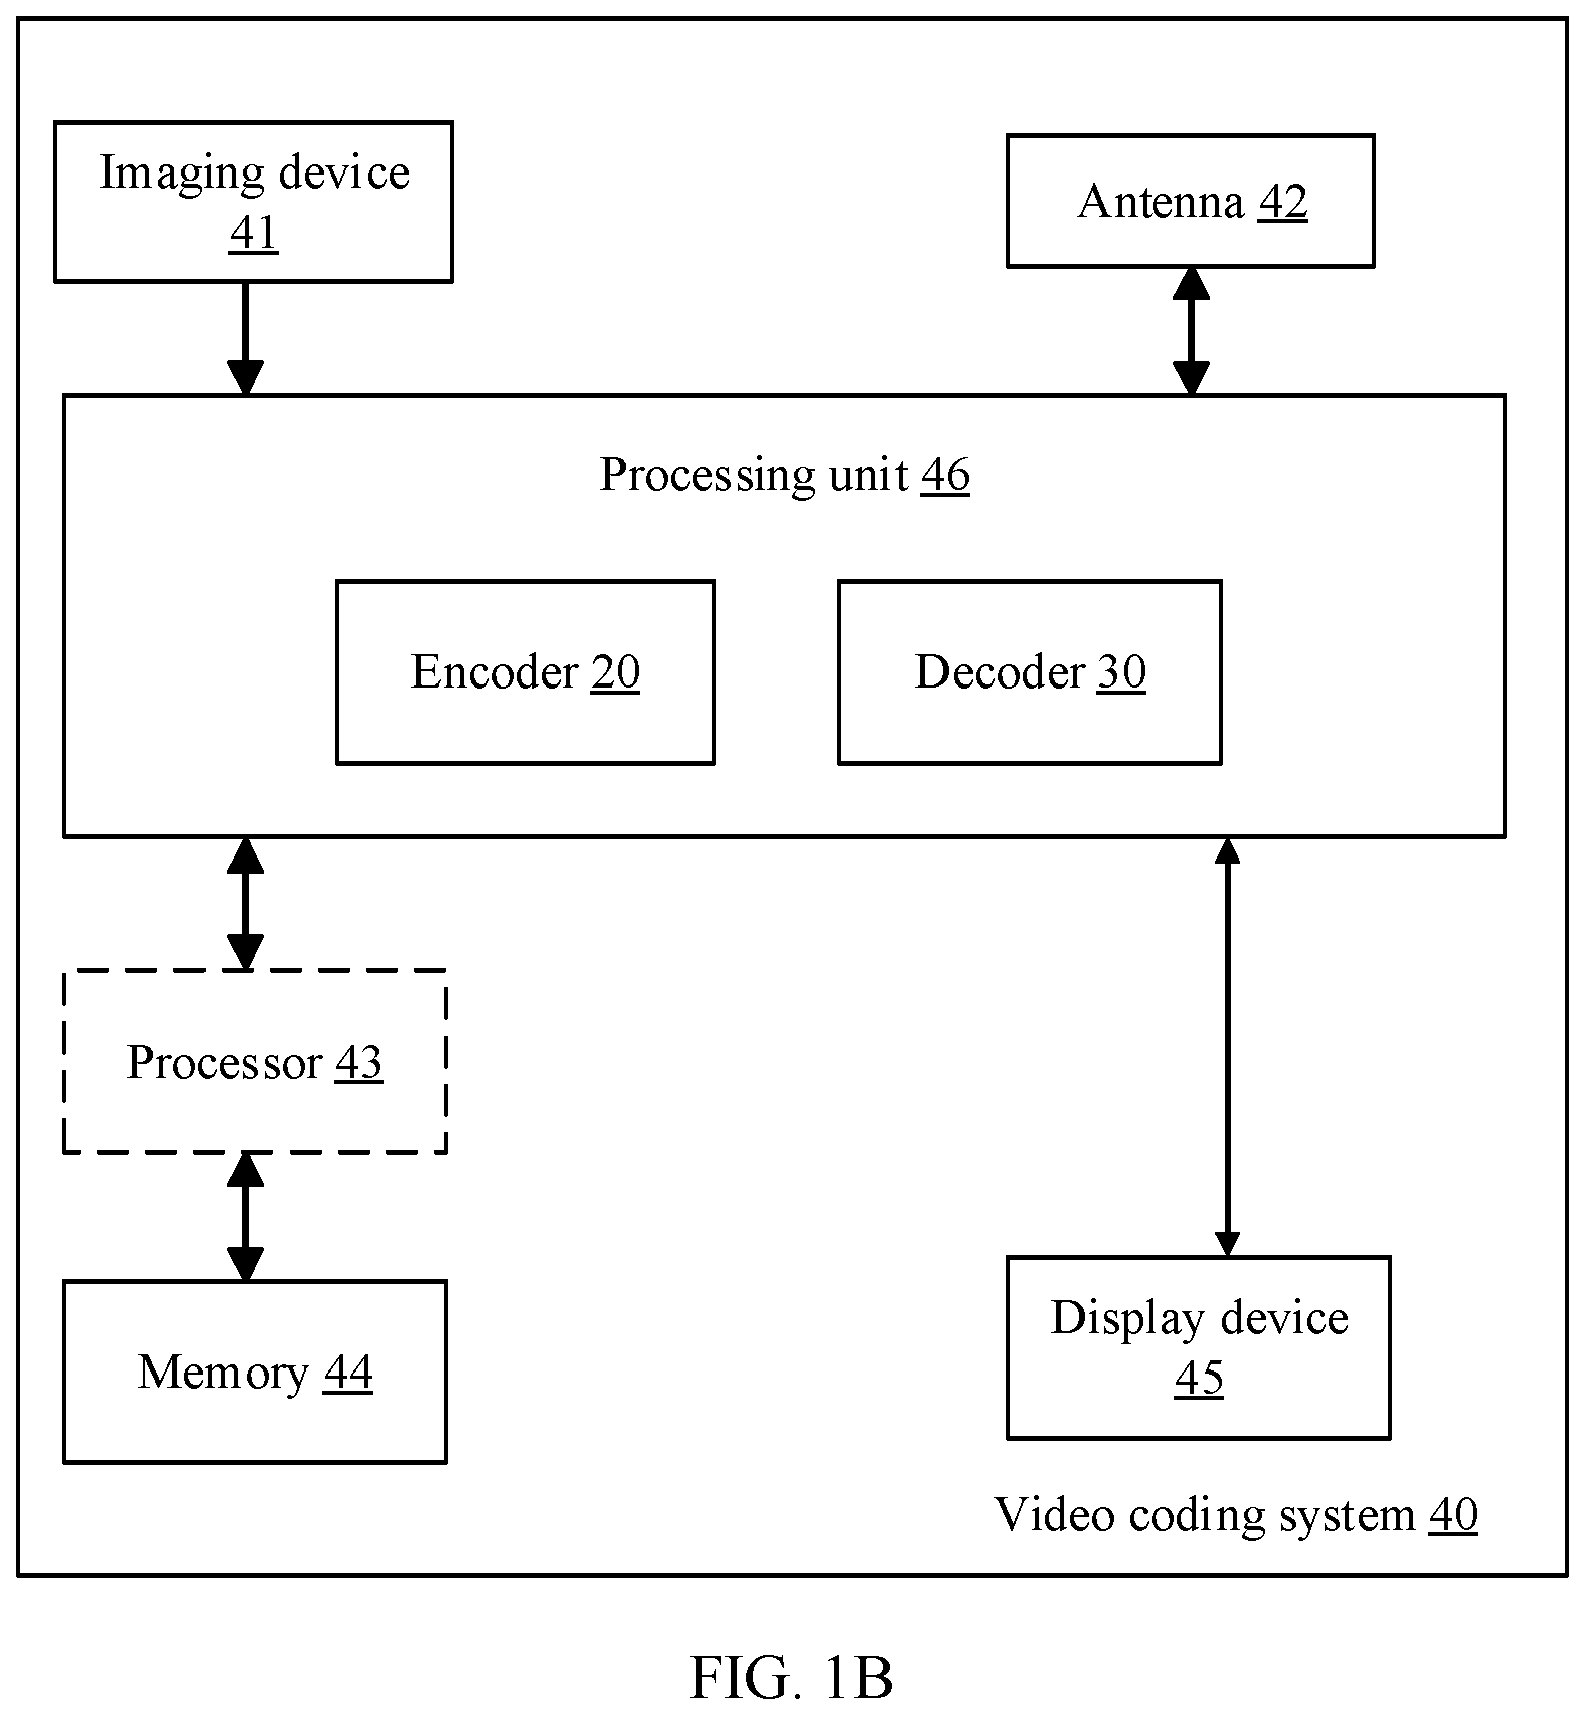 Imaging device
41
Antenna 42
Processing unit 46
Encoder 20
Decoder 30
Processor 43
Memory 44
Display device
45
Video coding system 40
FIG. 1B